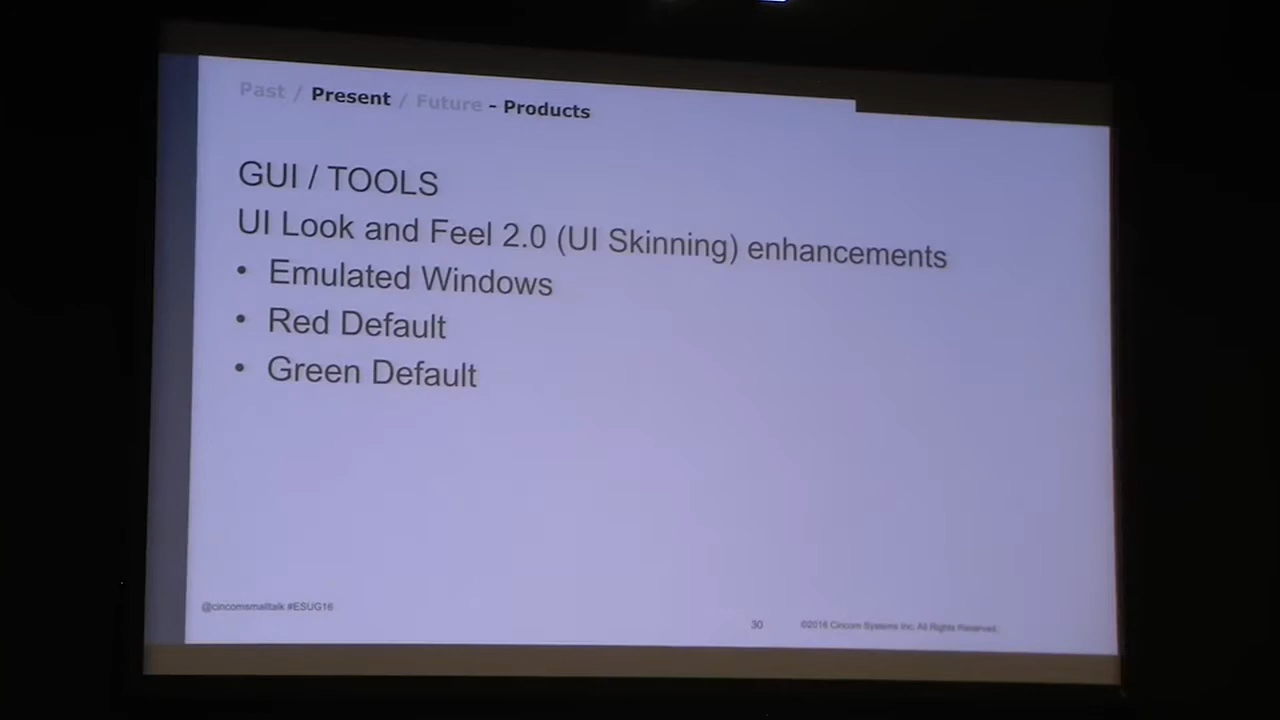 Past / Present / Future - Products
GUI / TOOLS
UI Look and Feel 2.0 (UI Skinning) enhancements
• Emulated Windows
• Red Default
• Green Default
@cincomsmalltalk #ESUG16
30
©2016 Cincom Systems Inc. All Rights Reserved.